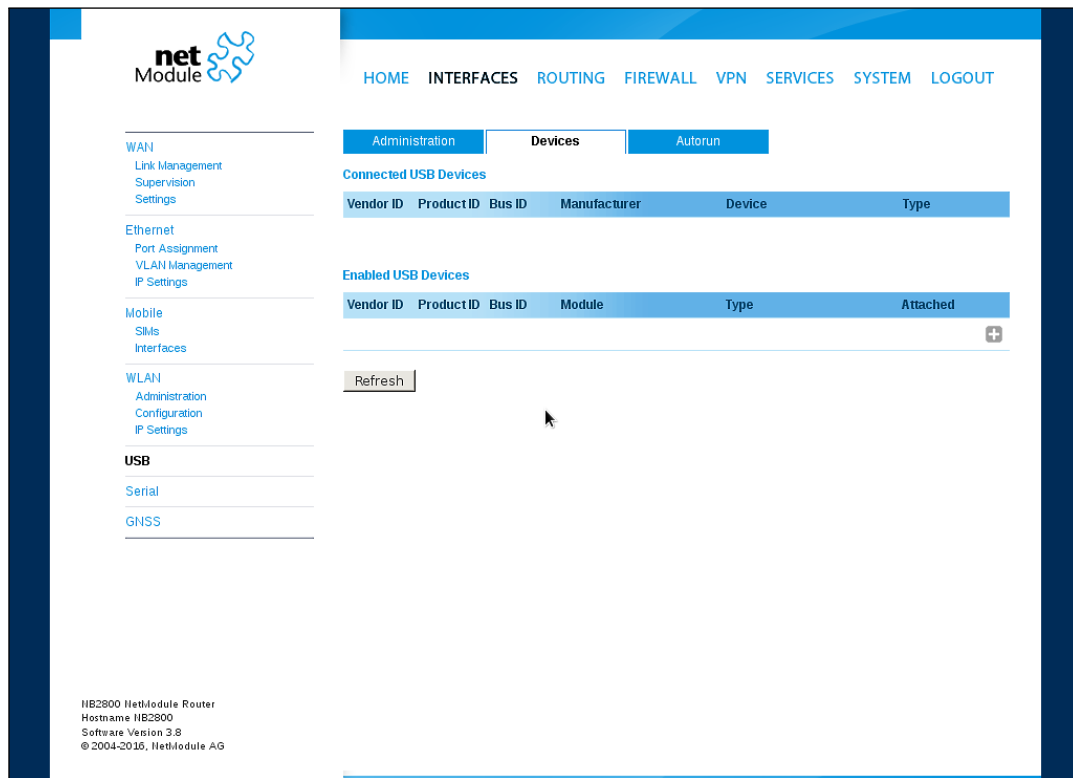 net
Module
HOME INTERFACES ROUTING FIREWALL VPN SERVICES SYSTEM LOGOUT
WAN
Link Management
Supervision
Settings
Ethernet
Port Assignment
VLAN Management
IP Settings
Mobile
SIMs
Interfaces
WLAN
Administration
Configuration
IP Settings
USB
Serial
GNSS
Administration Devices Autorun
Connected USB Devices
Vendor ID Product ID Bus ID Manufacturer Device Type
Enabled USB Devices
Vendor ID Product ID Bus ID Module Type Attached
Refresh
NB2800 NetModule Router
Hostname NB2800
Software Version 3.8
© 2004-2016, NetModule AG